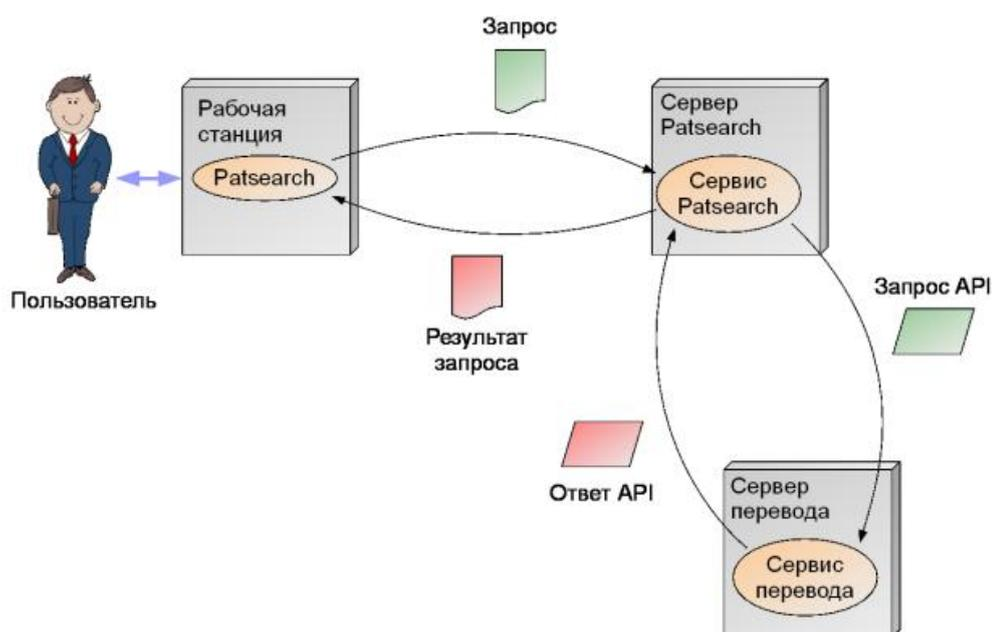 Запрос
Рабочая
станция
Patsearch
Сервер
Patsearch
Сервис
Patsearch
Пользователь
Результат
запроса
Запрос API
Ответ API
Сервер
перевода
Сервис
перевода